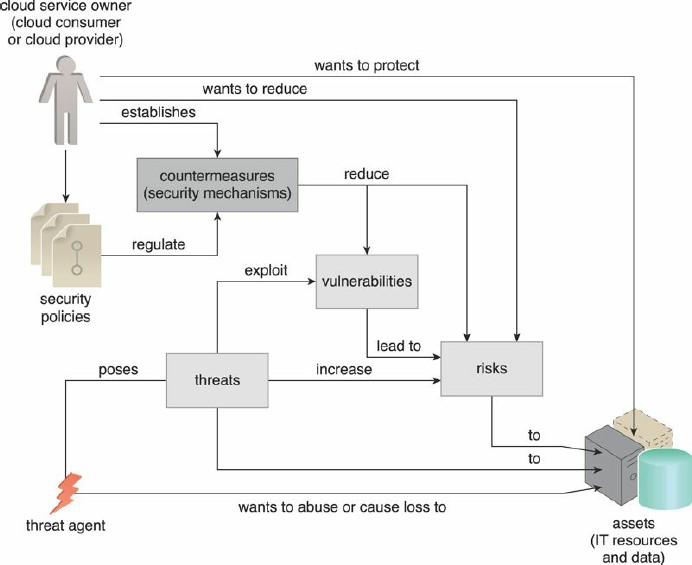 cloud service owner
(cloud consumer
or cloud provider)
wants to protect
wants to reduce
establishes
countermeasures
(security mechanisms)
reduce
regulate
exploit
vulnerabilities
security
policies
lead to
poses
threats
increase
risks
to
to
wants to abuse or cause loss to
threat agent
assets
(IT resources
and data)